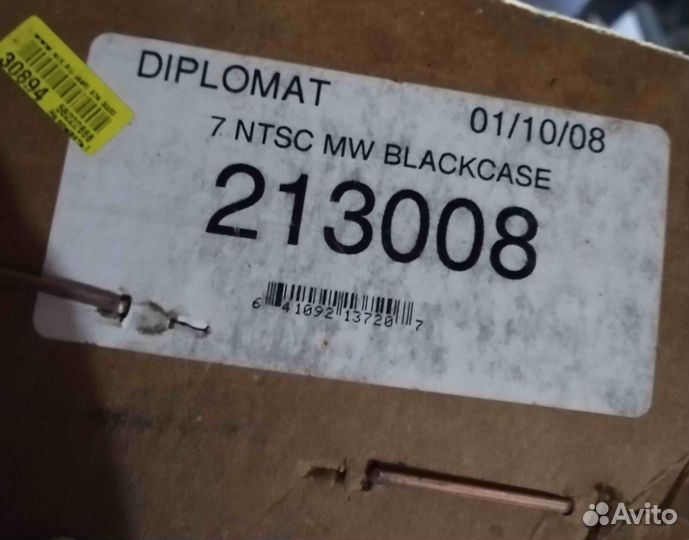 DIPLOMAT
01/10/08
7 NTSC MW BLACKCASE
213008
6 41092 13720 7
30894
Avito